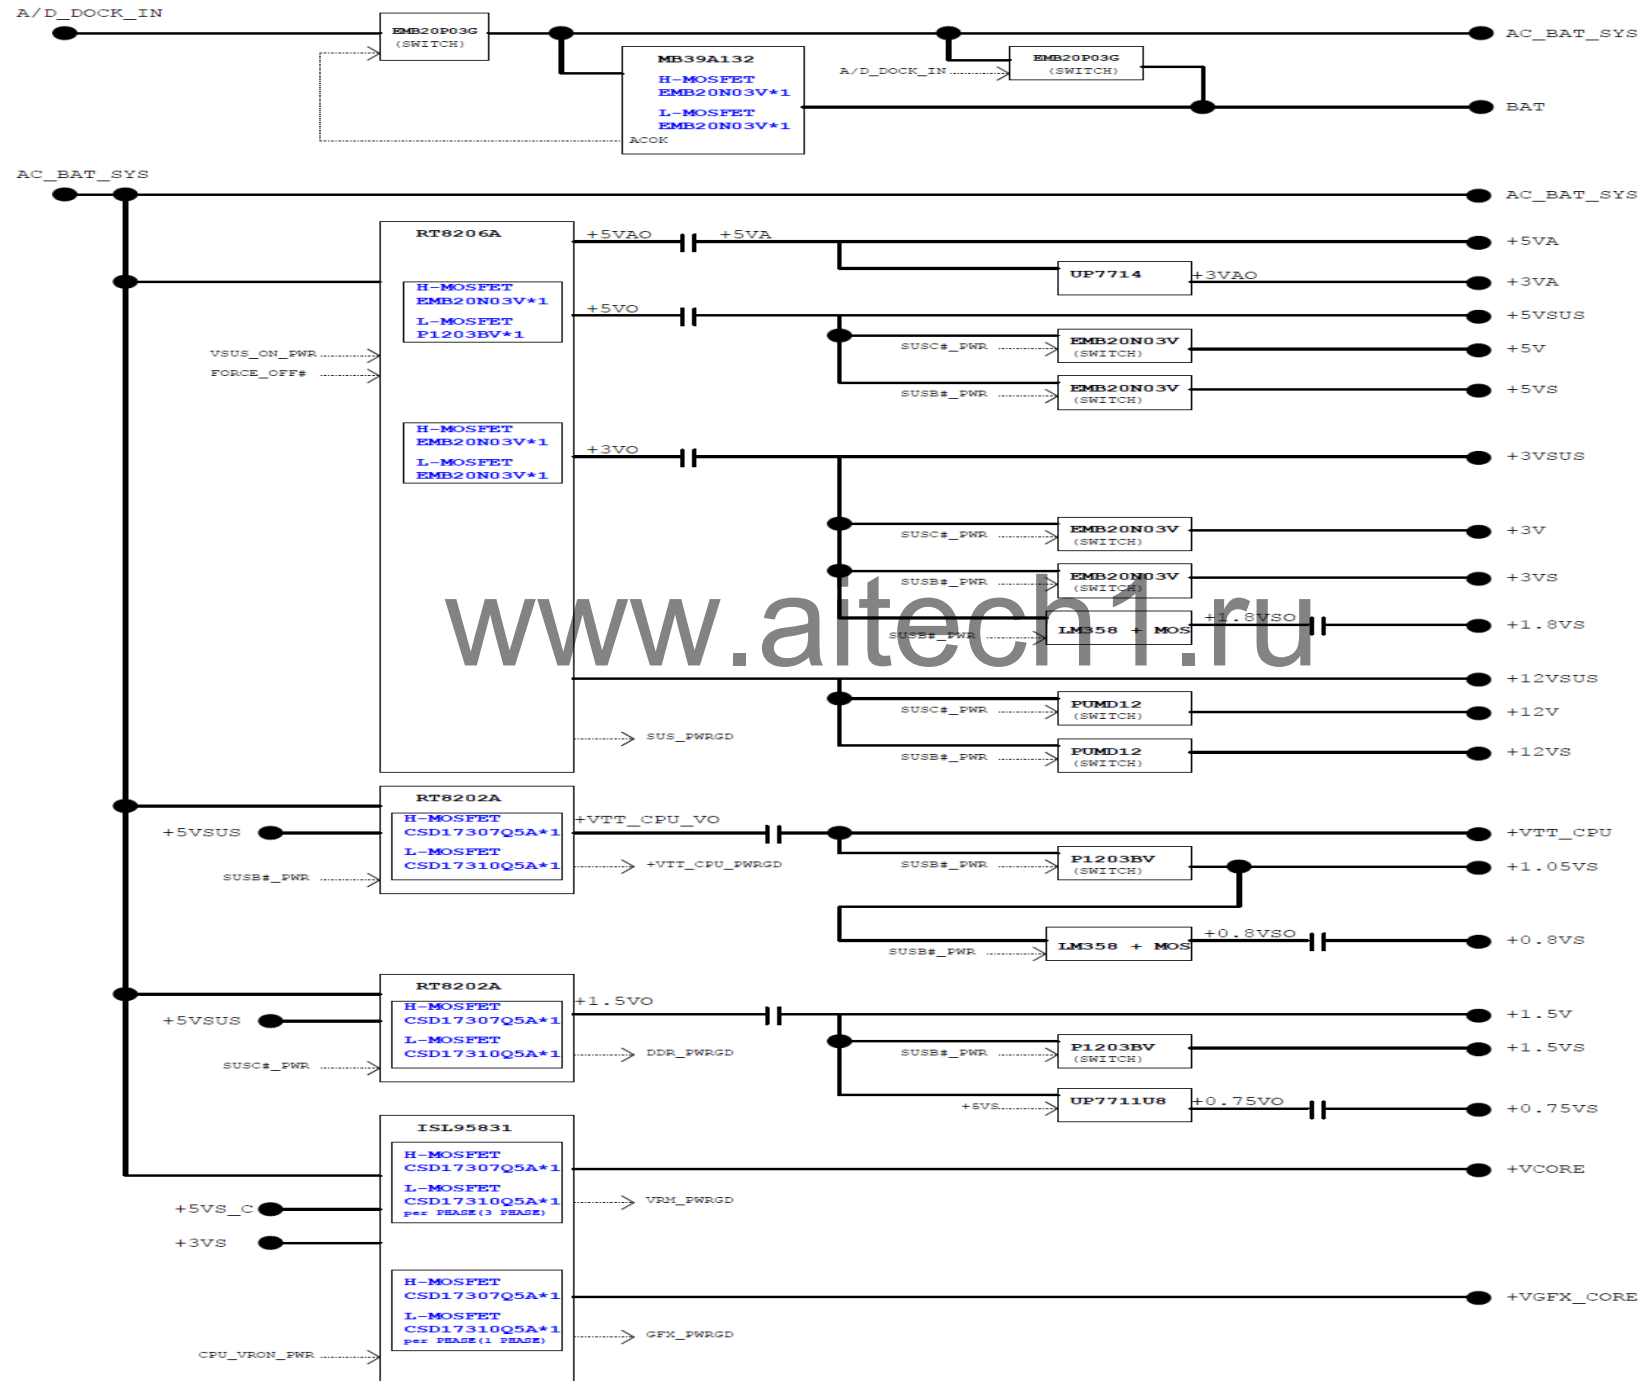 A/D_DOCK_IN
EMB20P03G
(SWITCH)
AC_BAT_SYS
MB39A132
H-MOSFET
EMB20N03V*1
L-MOSFET
EMB20N03V*1
ACOK
A/D_DOCK_IN
EMB20P03G
(SWITCH)
BAT
AC_BAT_SYS
AC_BAT_SYS
RT8206A
H-MOSFET
EMB20N03V*1
L-MOSFET
P1203BV*1
VSUS_ON_PWR
FORCE_OFF#
H-MOSFET
EMB20N03V*1
L-MOSFET
EMB20N03V*1
+5VAO
+5VA
+5VA
UP7714
+3VAO
+3VA
+5VO
+5VSUS
SUSC#_PWR
EMB20N03V
(SWITCH)
+5V
SUSB#_PWR
EMB20N03V
(SWITCH)
+5VS
+3VO
+3VSUS
SUSC#_PWR
EMB20N03V
(SWITCH)
+3V
SUSB#_PWR
EMB20N03V
(SWITCH)
+3VS
SUSB#_PWR
LM358 + MOS
+1.8VSO
+1.8VS
www.aitech1.ru
+12VSUS
SUSC#_PWR
PUMD12
(SWITCH)
+12V
SUS_PWRGD
SUSB#_PWR
PUMD12
(SWITCH)
+12VS
RT8202A
H-MOSFET
CSD17307Q5A*1
L-MOSFET
CSD17310Q5A*1
+5VSUS
SUSB#_PWR
+VTT_CPU_VO
+VTT_CPU
+VTT_CPU_PWRGD
SUSB#_PWR
P1203BV
(SWITCH)
+1.05VS
SUSB#_PWR
LM358 + MOS
+0.8VSO
+0.8VS
RT8202A
H-MOSFET
CSD17307Q5A*1
L-MOSFET
CSD17310Q5A*1
+5VSUS
SUSC#_PWR
+1.5VO
+1.5V
DDR_PWRGD
SUSB#_PWR
P1203BV
(SWITCH)
+1.5VS
+5VS
UP7711U8
+0.75VO
+0.75VS
ISL95831
H-MOSFET
CSD17307Q5A*1
L-MOSFET
CSD17310Q5A*1
per PHASE(3 PHASE)
+VCORE
VRM_PWRGD
+5VS_C
+3VS
H-MOSFET
CSD17307Q5A*1
L-MOSFET
CSD17310Q5A*1
per PHASE(1 PHASE)
+VGFX_CORE
GFX_PWRGD
CPU_VRON_PWR